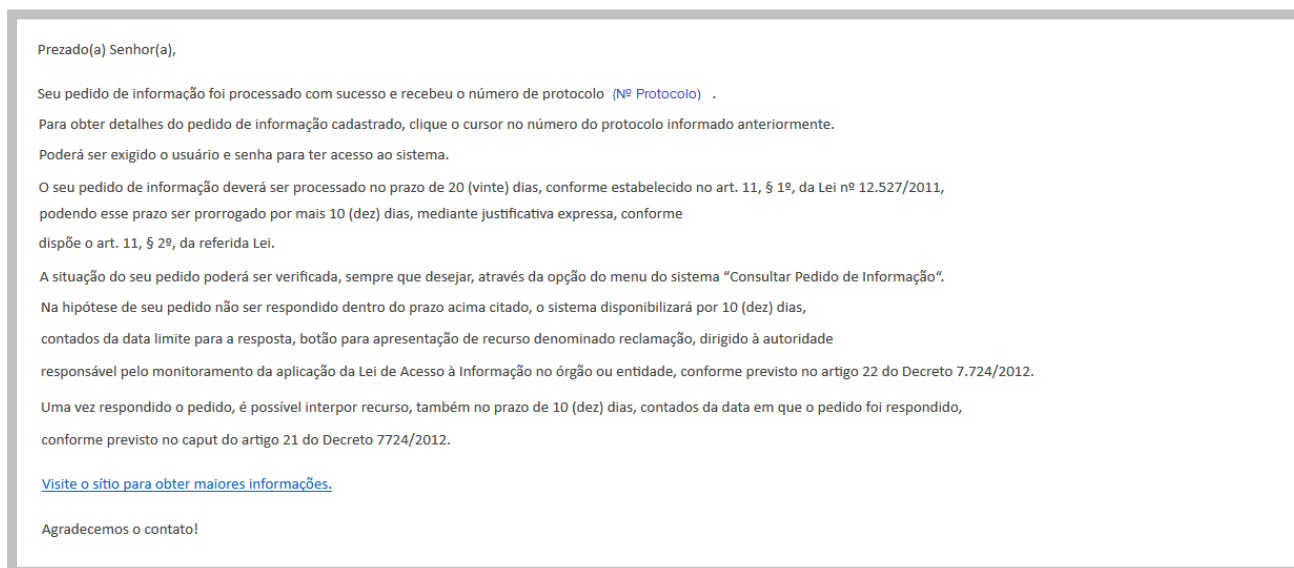 Prezado(a) Senhor(a),
Seu pedido de informação foi processado com sucesso e recebeu o número de protocolo (Nº Protocolo) .
Para obter detalhes do pedido de informação cadastrado, clique o cursor no número do protocolo informado anteriormente.
Poderá ser exigido o usuário e senha para ter acesso ao sistema.
O seu pedido de informação deverá ser processado no prazo de 20 (vinte) dias, conforme estabelecido no art. 11, § 1º, da Lei nº 12.527/2011,
podendo esse prazo ser prorrogado por mais 10 (dez) dias, mediante justificativa expressa, conforme
dispõe o art. 11, § 2º, da referida Lei.
A situação do seu pedido poderá ser verificada, sempre que desejar, através da opção do menu do sistema “Consultar Pedido de Informação“.
Na hipótese de seu pedido não ser respondido dentro do prazo acima citado, o sistema disponibilizará por 10 (dez) dias,
contados da data limite para a resposta, botão para apresentação de recurso denominado reclamação, dirigido à autoridade
responsável pelo monitoramento da aplicação da Lei de Acesso à Informação no órgão ou entidade, conforme previsto no artigo 22 do Decreto 7.724/2012.
Uma vez respondido o pedido, é possível interpor recurso, também no prazo de 10 (dez) dias, contados da data em que o pedido foi respondido,
conforme previsto no caput do artigo 21 do Decreto 7724/2012.
Visite o sítio para obter maiores informações.
Agradecemos o contato!